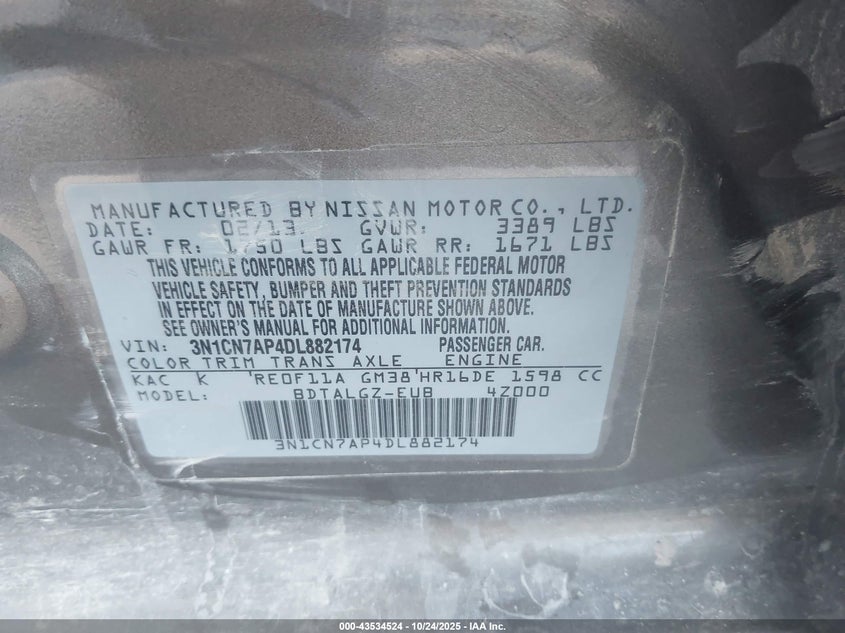 MANUFACTURED BY NISSAN MOTOR CO., LTD.
DATE: 02/13. GVWR: 3389 LBS
GAWR FR: 1750 LBS GAWR RR: 1671 LBS
THIS VEHICLE CONFORMS TO ALL APPLICABLE FEDERAL MOTOR
VEHICLE SAFETY, BUMPER AND THEFT PREVENTION STANDARDS
IN EFFECT ON THE DATE OF MANUFACTURE SHOWN ABOVE.
SEE OWNER'S MANUAL FOR ADDITIONAL INFORMATION.
VIN: 3N1CN7AP4DL882174 PASSENGER CAR.
COLOR TRIM TRANS AXLE ENGINE
KAC K 'RE0F11A GM38'HR16DE 1598 CC
MODEL: BDTALGZ-EUB 4Z000
3N1CN7AP4DL882174
000-43534524 | 10/24/2025 - IAA Inc.